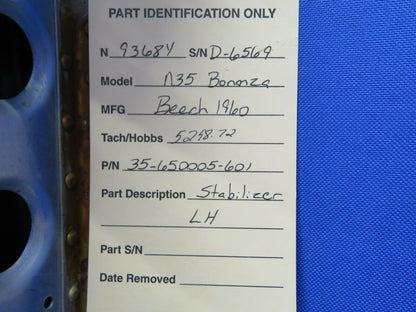 PART IDENTIFICATION ONLY
N 9368Y S/N D-6569
Model N35 Bonanza
MFG Beech 1960
Tach/Hobbs 5298.72
P/N 35-650005-601
Part Description Stabilizer
LH
Part S/N
Date Removed